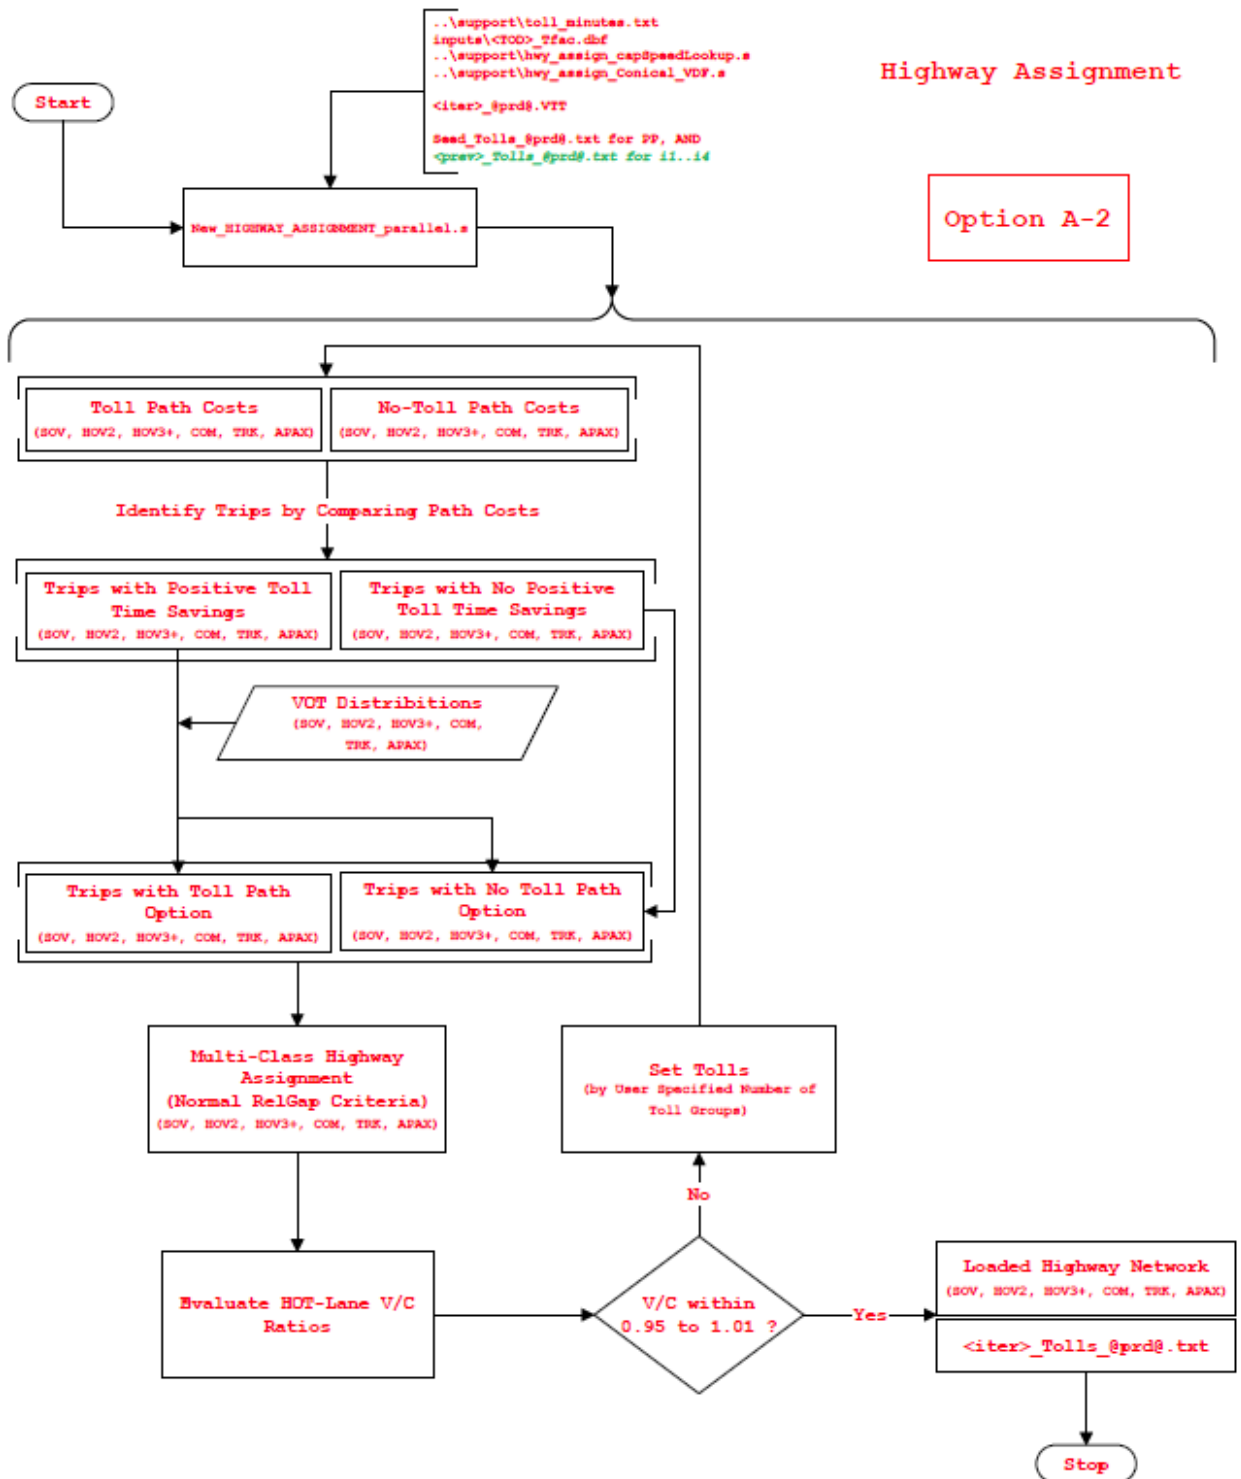 ..\support\toll_minutes.txt
inputs\<TOD>_Tfac.dbf
..\support\hwy_assign_capSpeedLookup.s
..\support\hwy_assign_Conical_VDF.s
<iter>_@prd@.VTT
Seed_Tolls_@prd@.txt for PP, AND
<prev>_Tolls_@prd@.txt for i1..i4
Highway Assignment
Start
New_HIGHWAY_ASSIGNMENT_parallel.s
Option A-2
Toll Path Costs
(SOV, HOV2, HOV3+, COM, TRK, APAX)
No-Toll Path Costs
(SOV, HOV2, HOV3+, COM, TRK, APAX)
Identify Trips by Comparing Path Costs
Trips with Positive Toll
Time Savings
(SOV, HOV2, HOV3+, COM, TRK, APAX)
Trips with No Positive
Toll Time Savings
(SOV, HOV2, HOV3+, COM, TRK, APAX)
VOT Distribitions
(SOV, HOV2, HOV3+, COM,
TRK, APAX)
Trips with Toll Path
Option
(SOV, HOV2, HOV3+, COM, TRK, APAX)
Trips with No Toll Path
Option
(SOV, HOV2, HOV3+, COM, TRK, APAX)
Multi-Class Highway
Assignment
(Normal RelGap Criteria)
(SOV, HOV2, HOV3+, COM, TRK, APAX)
Set Tolls
(by User Specified Number of
Toll Groups)
No
Evaluate HOT-Lane V/C
Ratios
V/C within
0.95 to 1.01 ?
Yes
Loaded Highway Network
(SOV, HOV2, HOV3+, COM, TRK, APAX)
<iter>_Tolls_@prd@.txt
Stop